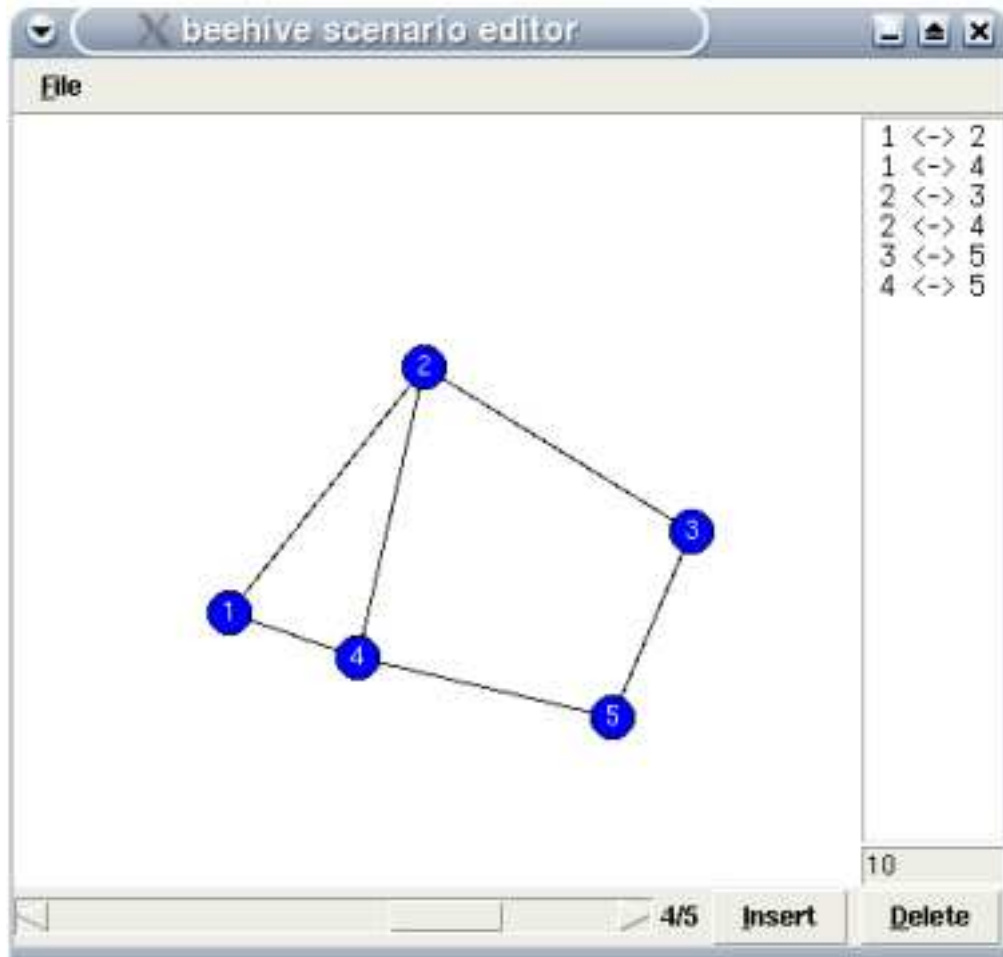 X beehive scenario editor
File
1 <-> 2
1 <-> 4
2 <-> 3
2 <-> 4
3 <-> 5
4 <-> 5
2
3
1
4
5
10
4/5 Insert Delete